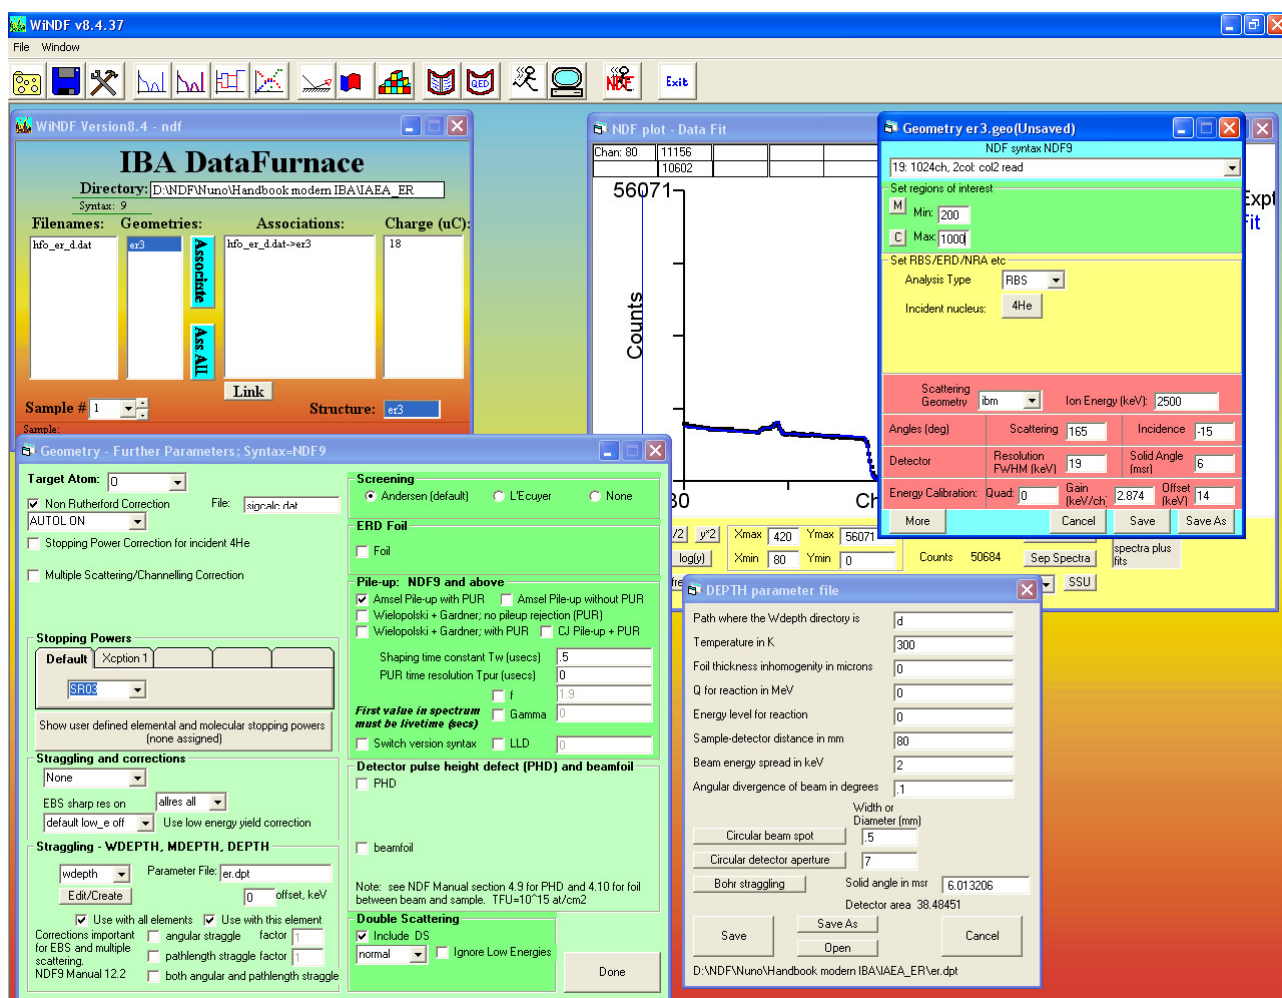 WiNDF v8.4.37
File Window
QED
NDF
Exit
WiNDF Version8.4 - ndf
IBA DataFurnace
Directory: D:\NDF\Nuno\Handbook modern IBA\IAEA_ER
Syntax: 9
Filenames: Geometries: Associations: Charge (uC):
hfo_er_d.dat er3 hfo_er_d.dat->er3 18
Associate
Ass All
Link
Sample # 1 Structure: er3
Sample:
NDF plot - Data Fit
Chan: 80 11156
10602
56071
Counts
Expt
Fit
30 Ch
/2 y*2 Xmax 420 Ymax 56071
log(y) Xmin 80 Ymin 0 Counts 50684 Sep Spectra
spectra plus
fits
SSU
Geometry er3.geo(Unsaved)
NDF syntax NDF9
19: 1024ch, 2col: col2 read
Set regions of interest
M Min: 200
C Max: 1000
Set RBS/ERD/NRA etc
Analysis Type RBS
Incident nucleus: 4He
Scattering
Geometry ibm Ion Energy (keV): 2500
Angles (deg) Scattering 165 Incidence -15
Detector Resolution FWHM (keV) 19 Solid Angle (msr) 6
Energy Calibration: Quad: 0 Gain (keV/ch) 2.874 Offset (keV) 14
More Cancel Save Save As
Geometry - Further Parameters; Syntax=NDF9
Target Atom: O
Non Rutherford Correction File: sigcalc.dat
AUTOL ON
Stopping Power Correction for incident 4He
Multiple Scattering/Channelling Correction
Stopping Powers
Default Xcption 1
SR03
Show user defined elemental and molecular stopping powers
(none assigned)
Straggling and corrections
None
EBS sharp res on allres all
default low_e off Use low energy yield correction
Straggling - WDEPTH, MDEPTH, DEPTH
wdepth Parameter File: er.dpt
Edit/Create 0 offset, keV
Use with all elements Use with this element
Corrections important
for EBS and multiple
scattering.
NDF9 Manual 12.2
angular straggle factor 1
pathlength straggle factor 1
both angular and pathlength straggle
Screening
Andersen (default) L'Ecuyer None
ERD Foil
Foil
Pile-up: NDF9 and above
Amsel Pile-up with PUR Amsel Pile-up without PUR
Wielopolski + Gardner; no pileup rejection (PUR)
Wielopolski + Gardner; with PUR CJ Pile-up + PUR
Shaping time constant Tw (usecs) .5
PUR time resolution Tpur (usecs) 0
f 1.9
First value in spectrum
must be livetime (secs)
Gamma 0
Switch version syntax LLD 0
Detector pulse height defect (PHD) and beamfoil
PHD
beamfoil
Note: see NDF Manual section 4.9 for PHD and 4.10 for foil
between beam and sample. TFU=10^15 at/cm2
Double Scattering
Include DS
normal Ignore Low Energies
Done
DEPTH parameter file
Path where the Wdepth directory is d
Temperature in K 300
Foil thickness inhomogenity in microns 0
Q for reaction in MeV 0
Energy level for reaction 0
Sample-detector distance in mm 80
Beam energy spread in keV 2
Angular divergence of beam in degrees .1
Width or
Diameter (mm)
Circular beam spot .5
Circular detector aperture 7
Bohr straggling Solid angle in msr 6.013206
Detector area 38.48451
Save Save As Cancel
Open
D:\NDF\Nuno\Handbook modern IBA\IAEA_ER\er.dpt